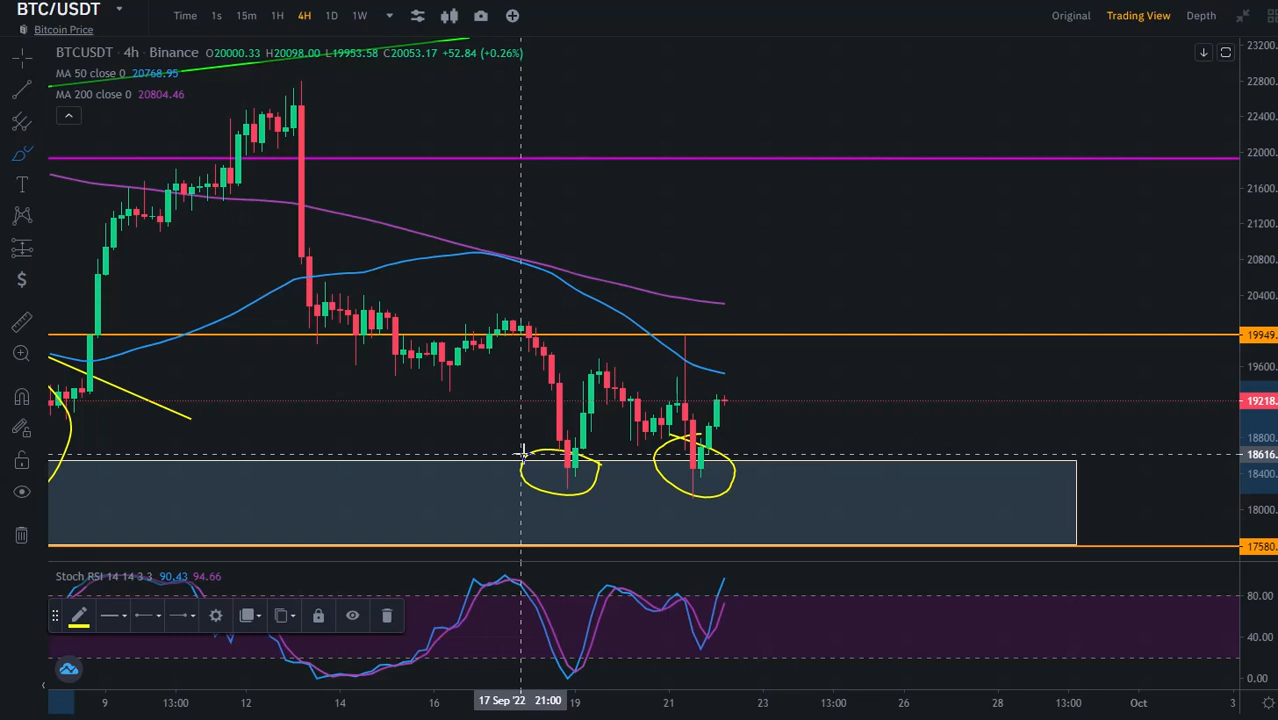 BTC/USDT
Bitcoin Price
Time 1s 15m 1H 4H 1D 1W
Original Trading View Depth
BTCUSDT · 4h · Binance O20000.33 H20098.00 L19953.58 C20053.17 +52.84 (+0.26%)
MA 50 close 0 20768.95
MA 200 close 0 20804.46
23200.
22800.
22400.
22000.
21600.
21200.
20800.
20400.
19949.
19600.
19218.
18800.
18616.
18400.
18000.
17580.
Stoch RSI 14 14 3 3 90.43 94.66
80.00
40.00
0.00
9 13:00 14 16 17 Sep '22 21:00 19 21 23 13:00 26 28 13:00 Oct 3